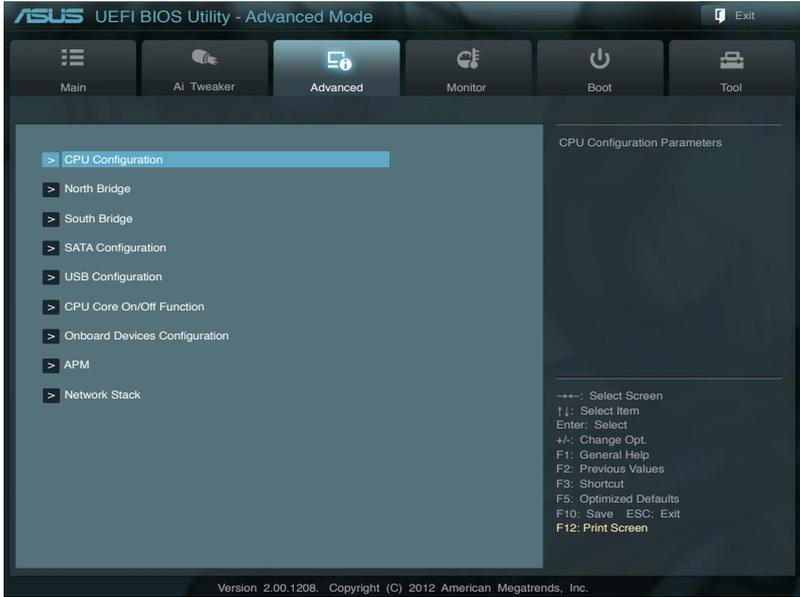 ASUS UEFI BIOS Utility - Advanced Mode
Exit
Main
Ai Tweaker
Advanced
Monitor
Boot
Tool
> CPU Configuration
> North Bridge
> South Bridge
> SATA Configuration
> USB Configuration
> CPU Core On/Off Function
> Onboard Devices Configuration
> APM
> Network Stack
CPU Configuration Parameters
→←: Select Screen
↑↓: Select Item
Enter: Select
+/-: Change Opt.
F1: General Help
F2: Previous Values
F3: Shortcut
F5: Optimized Defaults
F10: Save ESC: Exit
F12: Print Screen
Version 2.00.1208. Copyright (C) 2012 American Megatrends, Inc.